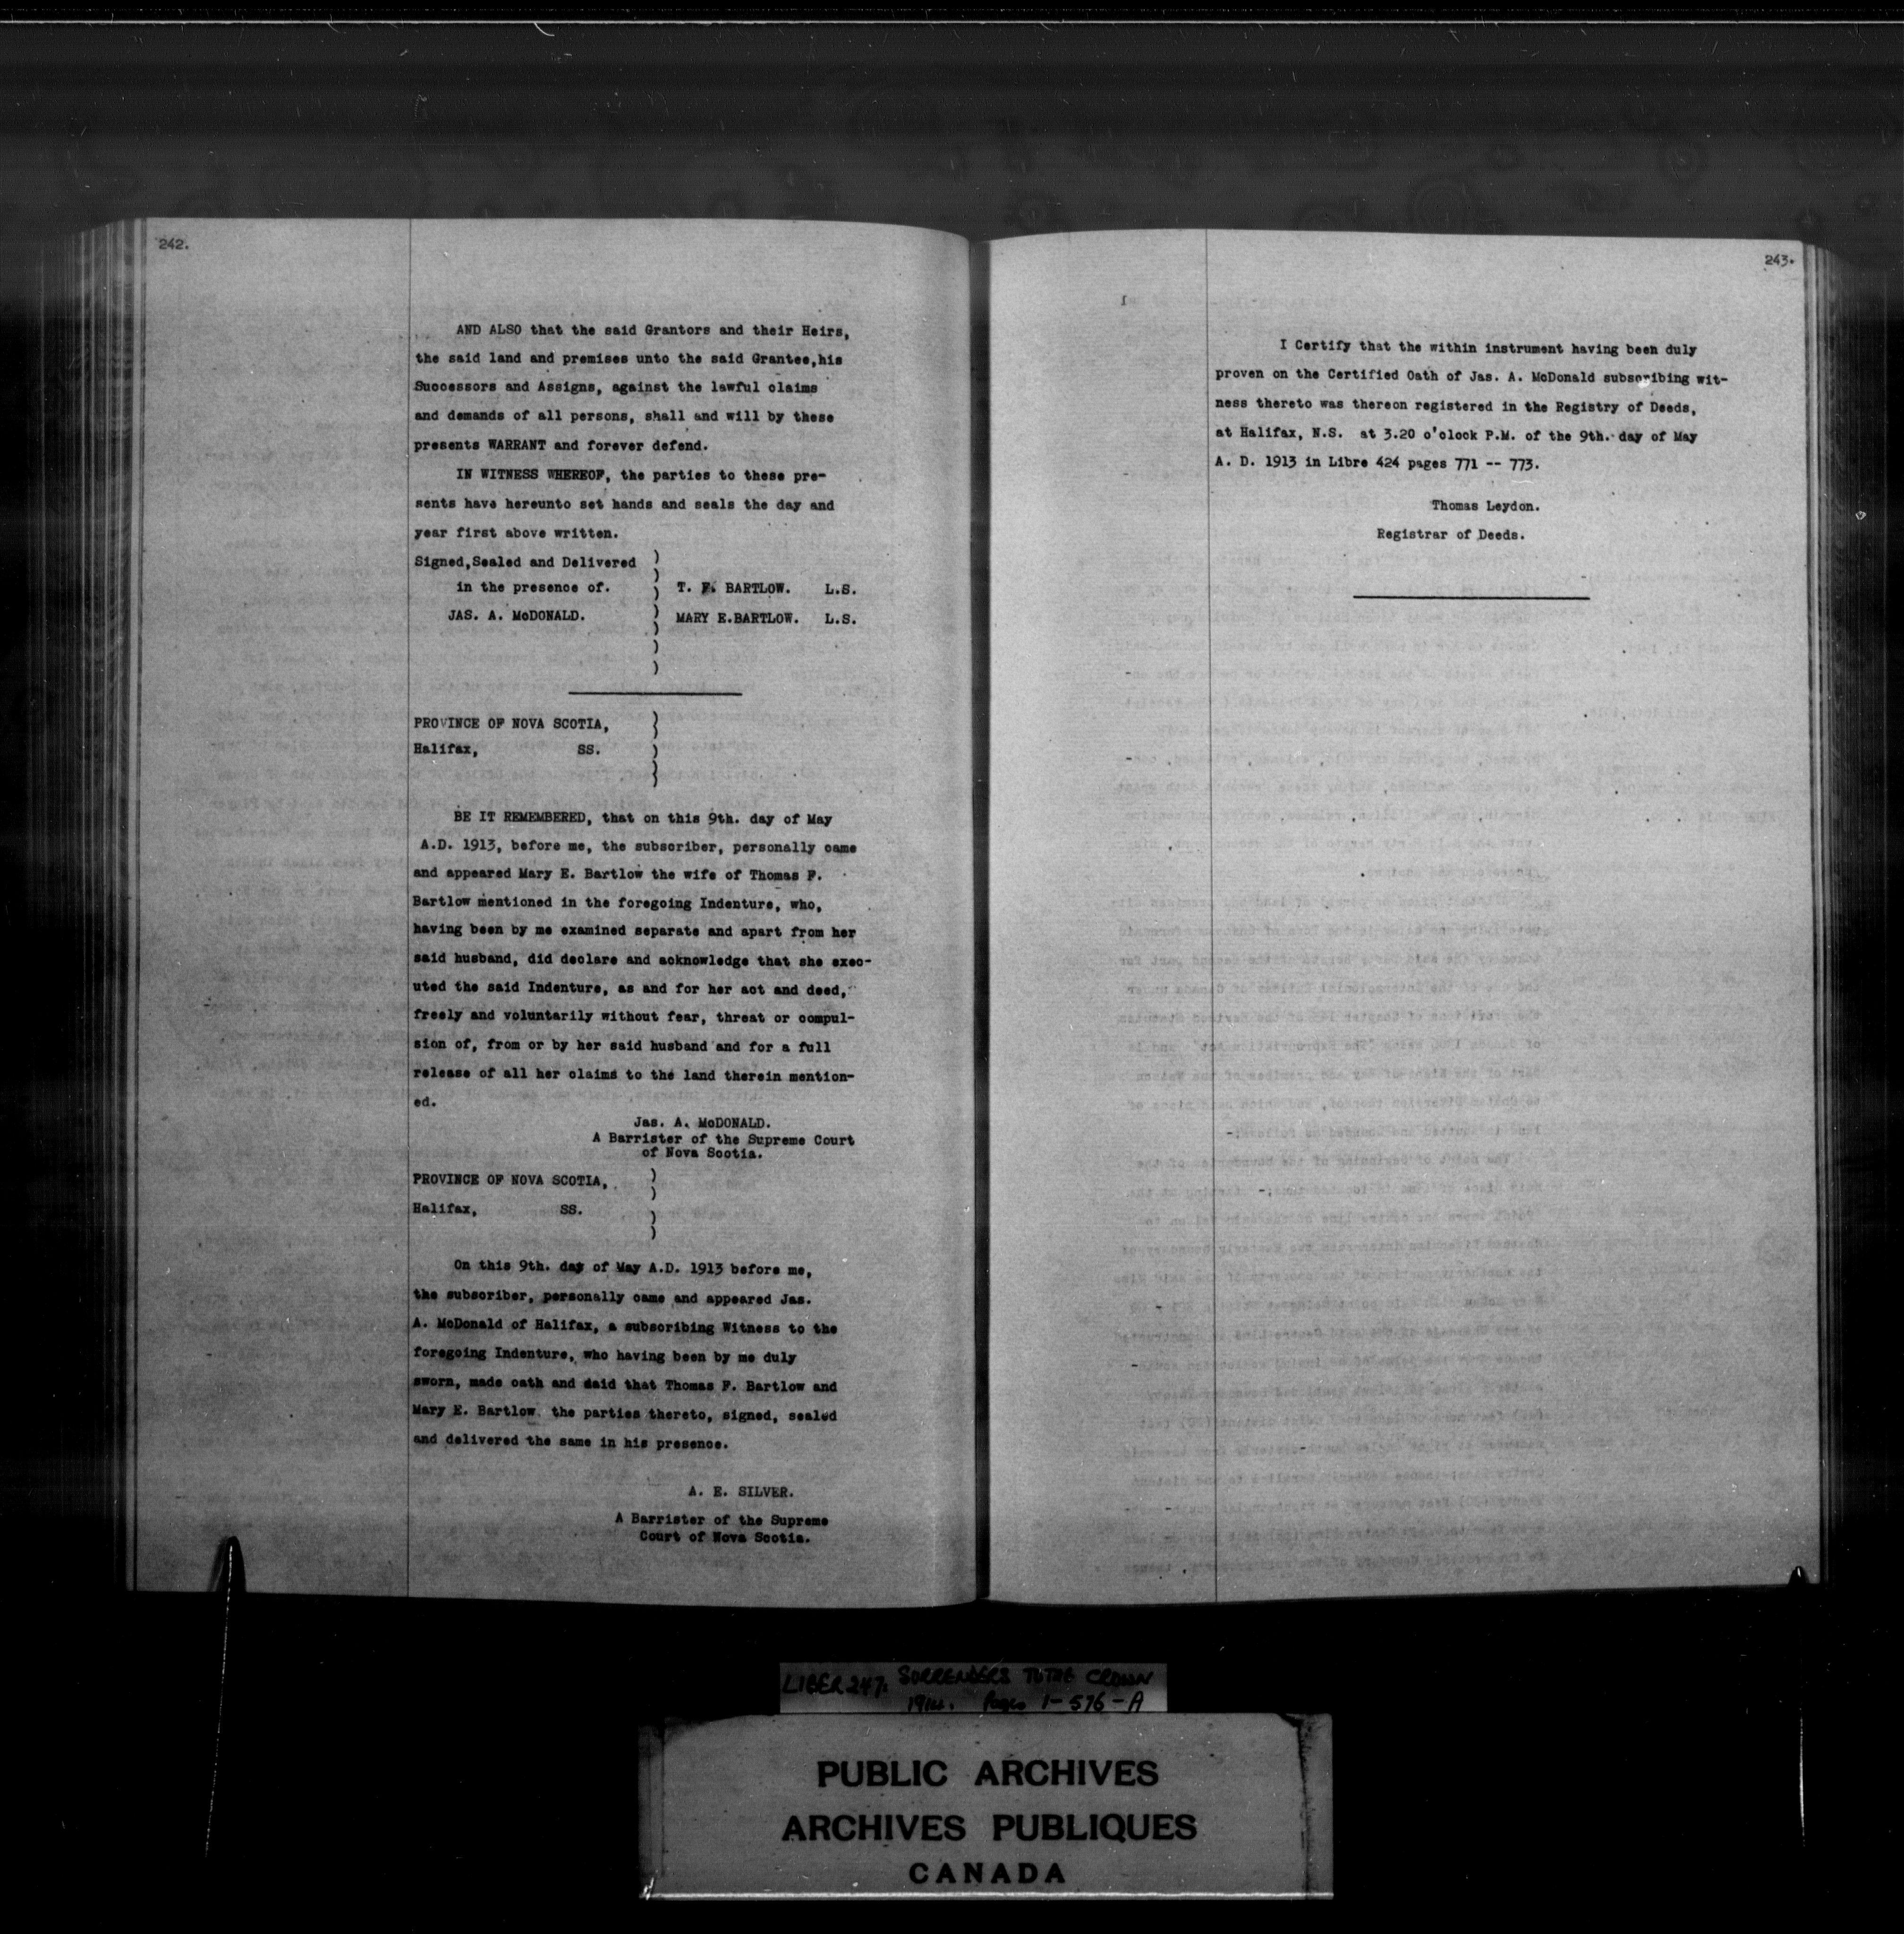 242.
AND ALSO that the said Grantors and their Heirs,
the said land and premises unto the said Grantee,his
Successors and Assigns, against the lawful claims
and demands of all persons, shall and will by these
presents WARRANT and forever defend.
IN WITNESS WHEREOF, the parties to these pre-
sents have hereunto set hands and seals the day and
year first above written.
Signed,Sealed and Delivered )
in the presence of. ) T. F. BARTLOW. L.S.
JAS. A. McDONALD. ) MARY E.BARTLOW. L.S.
PROVINCE OF NOVA SCOTIA, )
Halifax, SS. )
BE IT REMEMBERED, that on this 9th. day of May
A.D. 1913, before me, the subscriber, personally came
and appeared Mary E. Bartlow the wife of Thomas F.
Bartlow mentioned in the foregoing Indenture, who,
having been by me examined separate and apart from her
said husband, did declare and acknowledge that she exec-
uted the said Indenture, as and for her act and deed,
freely and voluntarily without fear, threat or compul-
sion of, from or by her said husband and for a full
release of all her claims to the land therein mention-
ed.
Jas. A. McDONALD.
A Barrister of the Supreme Court
of Nova Scotia.
PROVINCE OF NOVA SCOTIA, )
Halifax, SS. )
On this 9th. day of May A.D. 1913 before me,
the subscriber, personally came and appeared Jas.
A. McDonald of Halifax, a subscribing Witness to the
foregoing Indenture, who having been by me duly
sworn, made oath and said that Thomas F. Bartlow and
Mary E. Bartlow the parties thereto, signed, sealed
and delivered the same in his presence.
A. E. SILVER.
A Barrister of the Supreme
Court of Nova Scotia.
243.
I Certify that the within instrument having been duly
proven on the Certified Oath of Jas. A. McDonald subscribing wit-
ness thereto was thereon registered in the Registry of Deeds,
at Halifax, N.S. at 3.20 o'clock P.M. of the 9th. day of May
A. D. 1913 in Libre 424 pages 771 -- 773.
Thomas Leydon.
Registrar of Deeds.
LIBER 247. SURRENDERS TO THE CROWN
1914. Pages 1-576-A
PUBLIC ARCHIVES
ARCHIVES PUBLIQUES
CANADA